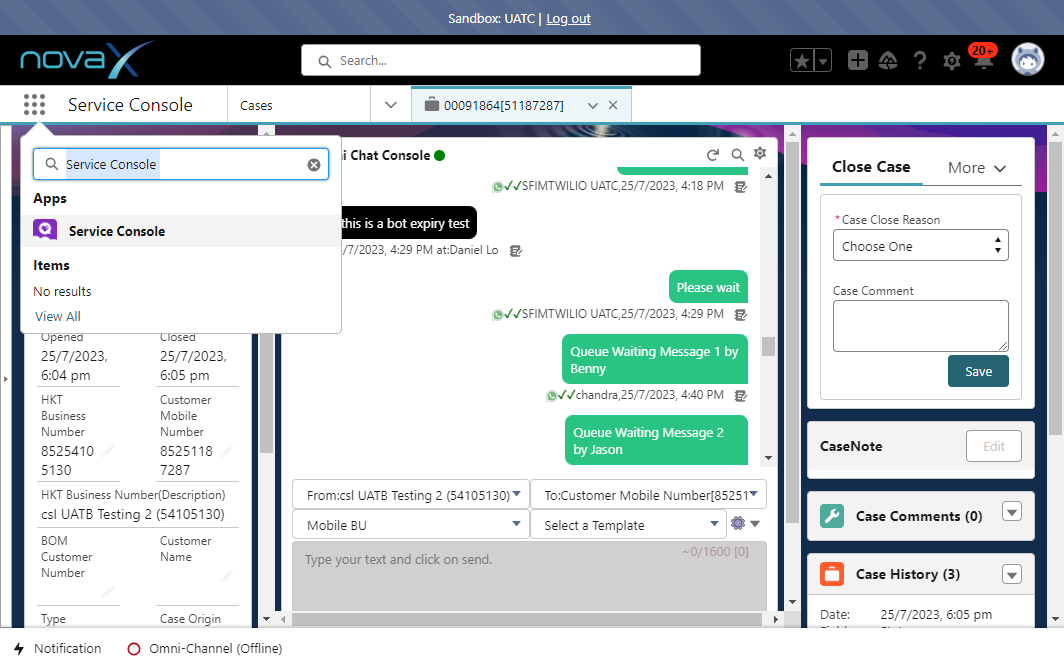 Sandbox: UATC | Log out
novaX
Search...
20+
Service Console
Cases
00091864[51187287]
Service Console
Apps
Service Console
Items
No results
View All
Opened
Closed
25/7/2023,
6:04 pm
25/7/2023,
6:05 pm
HKT
Business
Number
Customer
Mobile
Number
8525410
5130
8525118
7287
HKT Business Number(Description)
csl UATB Testing 2 (54105130)
BOM
Customer
Number
Customer
Name
Type
Case Origin
i Chat Console
SFIMTWILIO UATC,25/7/2023, 4:18 PM
this is a bot expiry test
/7/2023, 4:29 PM at:Daniel Lo
Please wait
SFIMTWILIO UATC,25/7/2023, 4:29 PM
Queue Waiting Message 1 by
Benny
chandra,25/7/2023, 4:40 PM
Queue Waiting Message 2
by Jason
From:csl UATB Testing 2 (54105130)
To:Customer Mobile Number[85251
Mobile BU
Select a Template
~0/1600 [0]
Type your text and click on send.
Close Case
More
*Case Close Reason
Choose One
Case Comment
Save
CaseNote
Edit
Case Comments (0)
Case History (3)
Date:
25/7/2023, 6:05 pm
Notification
Omni-Channel (Offline)